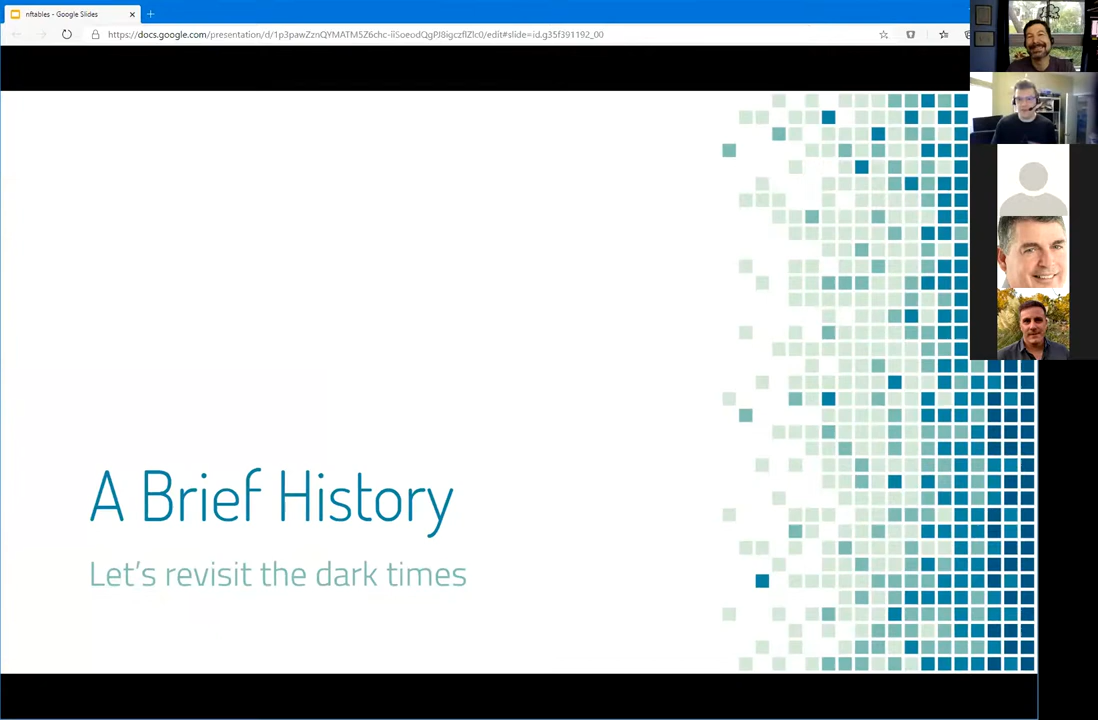 nftables - Google Slides
https://docs.google.com/presentation/d/1p3pawZznQYMATM5Z6chc-iiSoeodQgPJ8igczflZlc0/edit#slide=id.g35f391192_00
A Brief History
Let's revisit the dark times